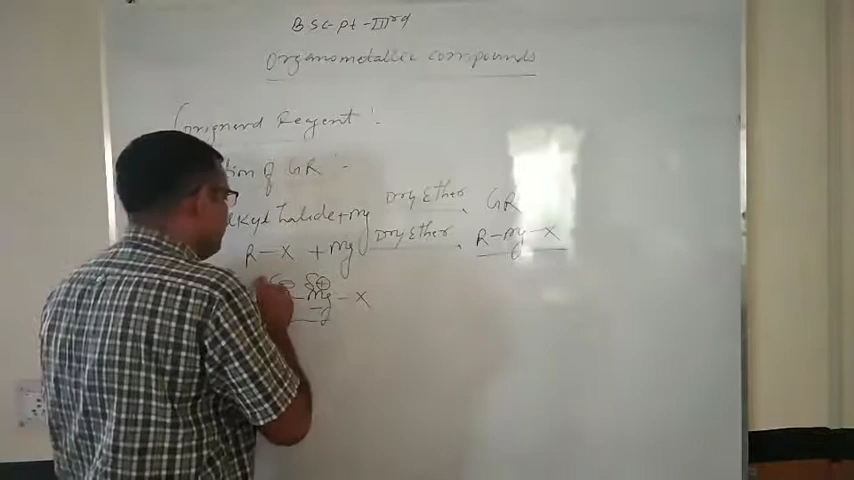 Bsc-pt-IIIrd
Organometallic compounds
Grignard Reagent :
tion of GR :-
alkyl halide + Mg Dry Ether GR
R-X + Mg Dry Ether R-Mg-X
δ⊖ δ⊕
-Mg-X